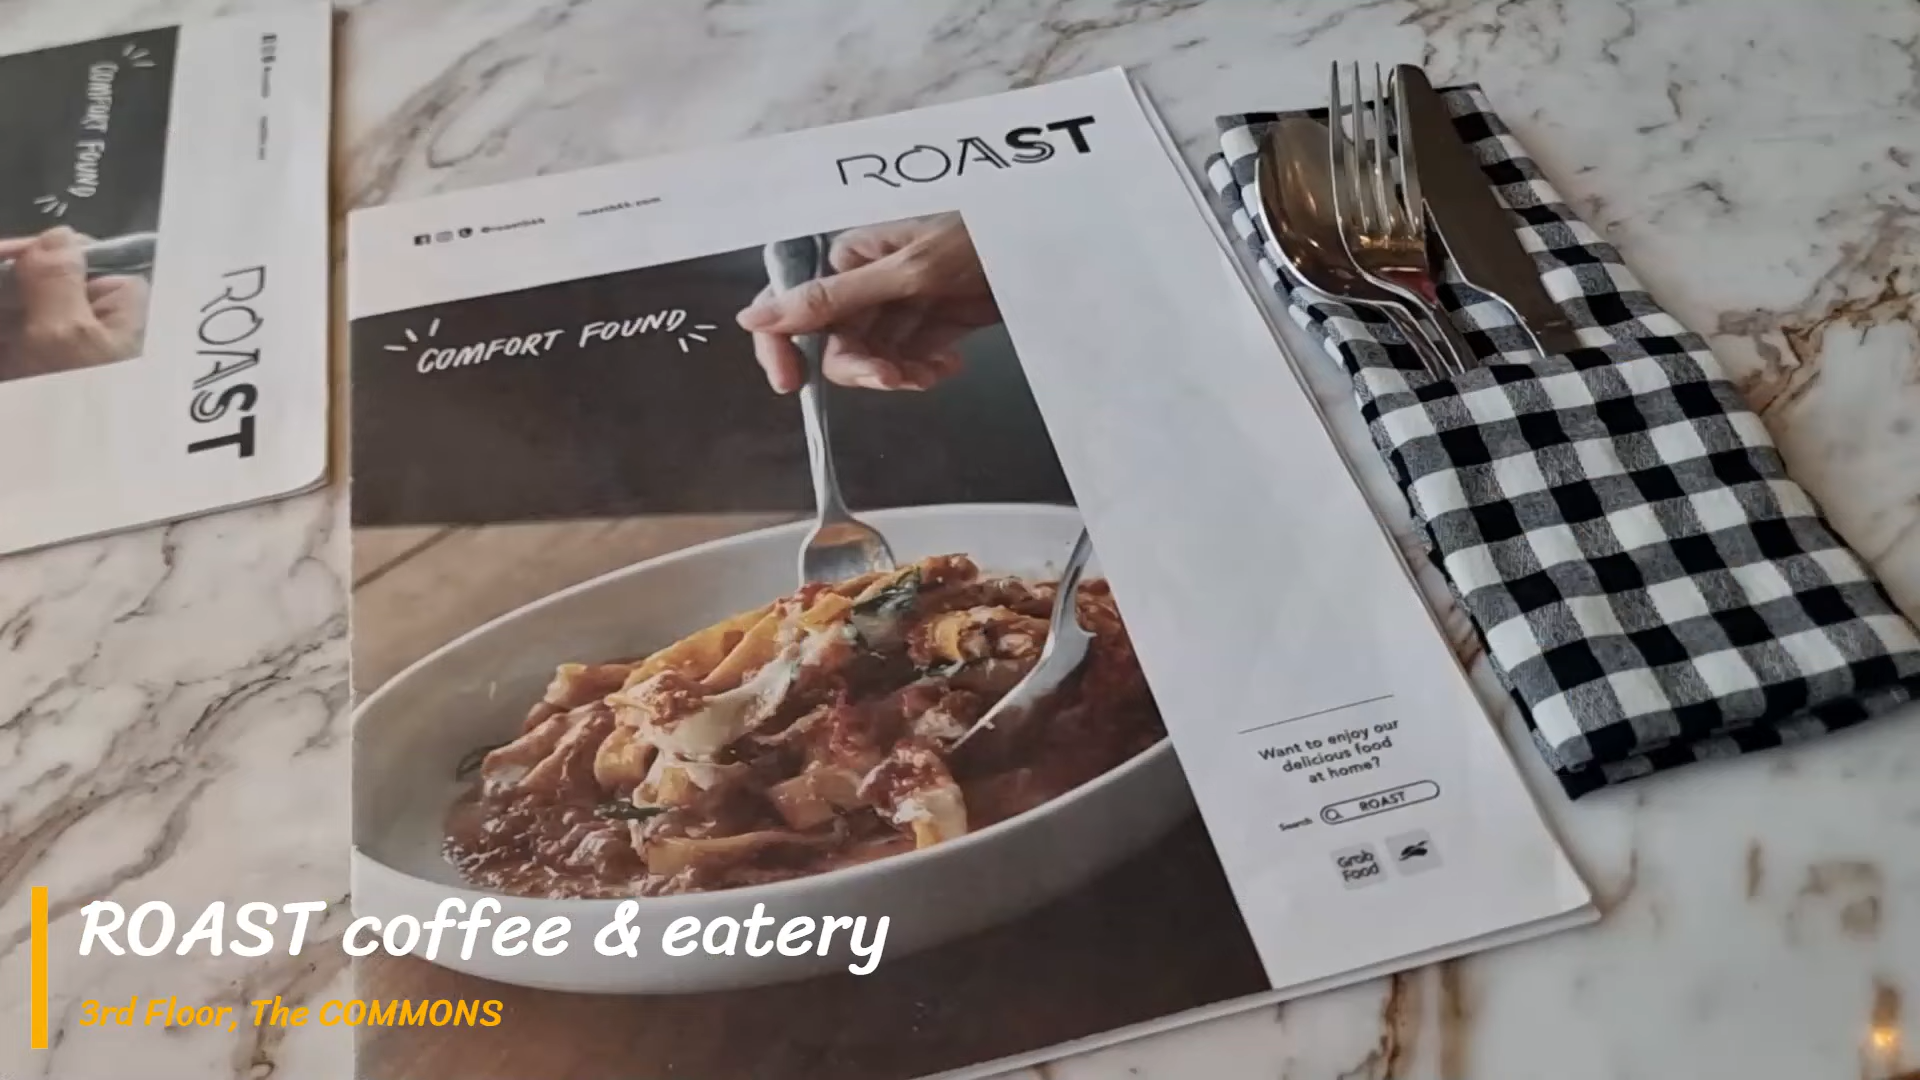 COMFORT FOUND
ROAST
ROAST
COMFORT FOUND
Want to enjoy our
delicious food
at home?
Search ROAST
Grab
Food
ROAST coffee & eatery
3rd Floor, The COMMONS